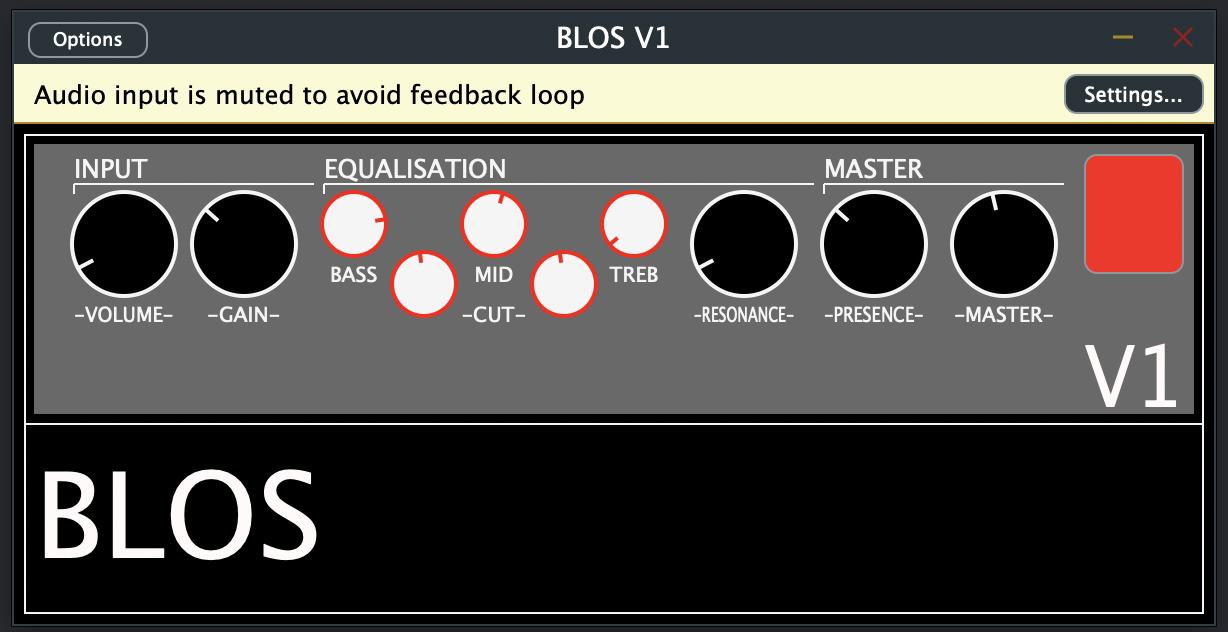 Options
BLOS V1
Audio input is muted to avoid feedback loop
Settings...
INPUT
EQUALISATION
MASTER
BASS
MID
TREB
-VOLUME-
-GAIN-
-CUT-
-RESONANCE-
-PRESENCE-
-MASTER-
V1
BLOS